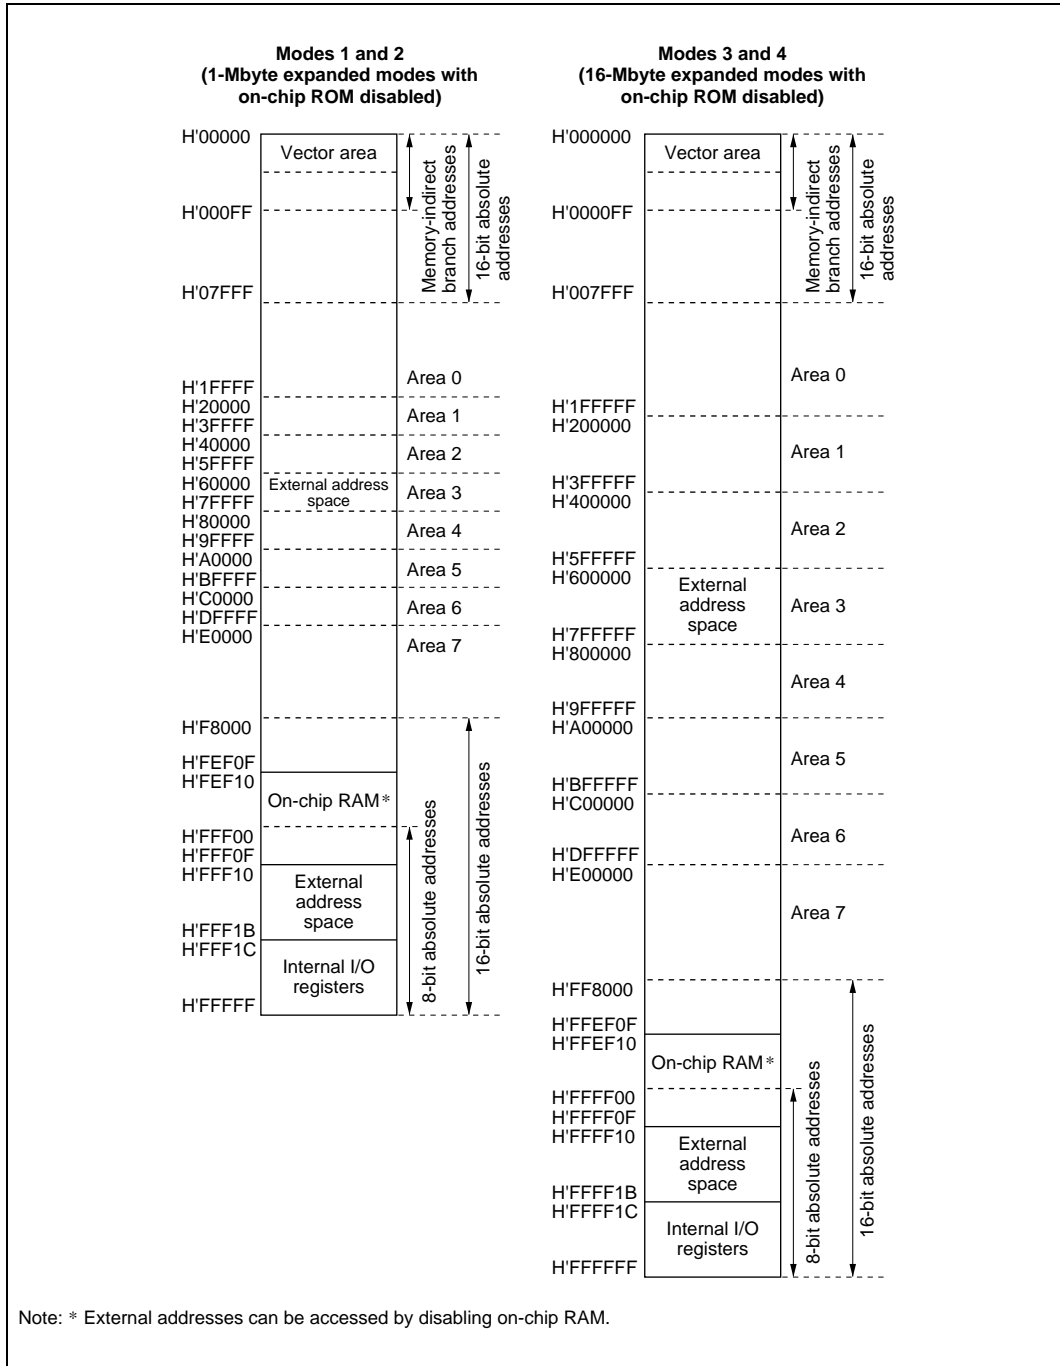 Modes 1 and 2
(1-Mbyte expanded modes with
on-chip ROM disabled)
H'00000
Vector area
H'000FF
H'07FFF
Memory-indirect
branch addresses
16-bit absolute
addresses
H'1FFFF
Area 0
H'20000
H'3FFFF
Area 1
H'40000
H'5FFFF
Area 2
H'60000
H'7FFFF
External address
space
Area 3
H'80000
H'9FFFF
Area 4
H'A0000
H'BFFFF
Area 5
H'C0000
H'DFFFF
Area 6
H'E0000
Area 7
H'F8000
H'FEF0F
H'FEF10
On-chip RAM*
H'FFF00
H'FFF0F
H'FFF10
External
address
space
H'FFF1B
H'FFF1C
Internal I/O
registers
H'FFFFF
8-bit absolute addresses
16-bit absolute addresses
Modes 3 and 4
(16-Mbyte expanded modes with
on-chip ROM disabled)
H'000000
Vector area
H'0000FF
H'007FFF
Memory-indirect
branch addresses
16-bit absolute
addresses
Area 0
H'1FFFFF
H'200000
Area 1
H'3FFFFF
H'400000
Area 2
H'5FFFFF
H'600000
External
address
space
Area 3
H'7FFFFF
H'800000
Area 4
H'9FFFFF
H'A00000
Area 5
H'BFFFFF
H'C00000
Area 6
H'DFFFFF
H'E00000
Area 7
H'FF8000
H'FFEF0F
H'FFEF10
On-chip RAM*
H'FFFF00
H'FFFF0F
H'FFFF10
External
address
space
H'FFFF1B
H'FFFF1C
Internal I/O
registers
H'FFFFFF
8-bit absolute addresses
16-bit absolute addresses
Note: * External addresses can be accessed by disabling on-chip RAM.